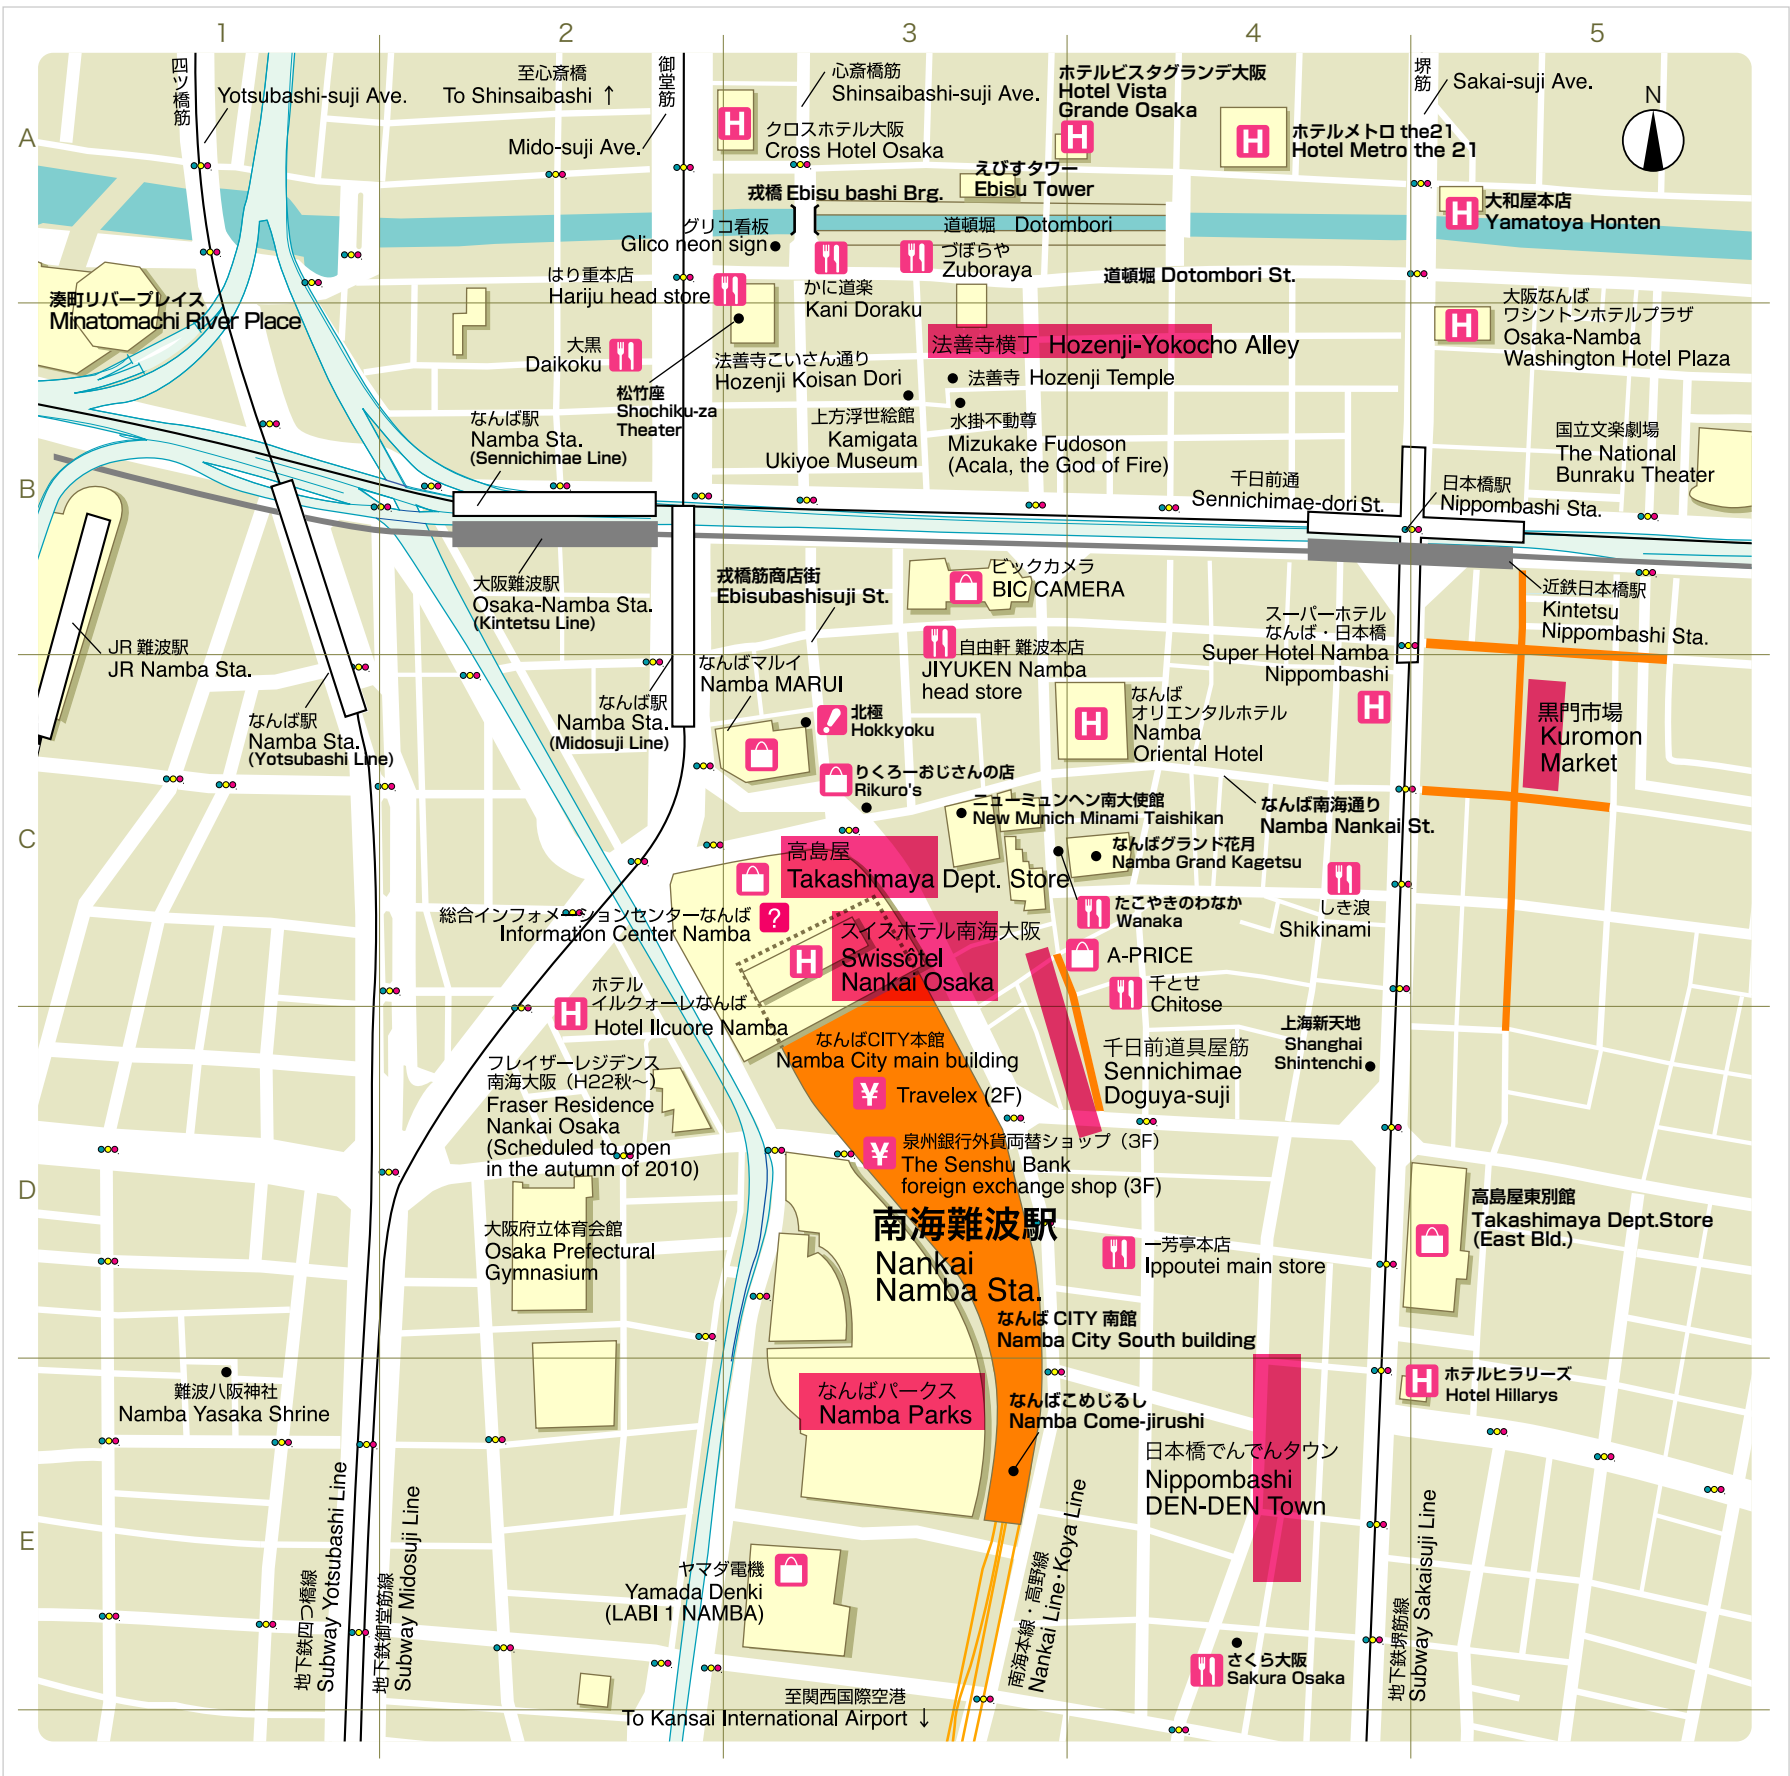 1
2
3
4
5
A
B
C
D
E
N
四ツ橋筋
Yotsubashi-suji Ave.
至心斎橋
To Shinsaibashi ↑
御堂筋
Mido-suji Ave.
心斎橋筋
Shinsaibashi-suji Ave.
クロスホテル大阪
Cross Hotel Osaka
ホテルビスタグランデ大阪
Hotel Vista
Grande Osaka
ホテルメトロ the21
Hotel Metro the 21
堺筋
Sakai-suji Ave.
えびすタワー
Ebisu Tower
戎橋 Ebisu bashi Brg.
大和屋本店
Yamatoya Honten
グリコ看板
Glico neon sign
道頓堀 Dotombori
づぼらや
Zuboraya
道頓堀 Dotombori St.
はり重本店
Hariju head store
かに道楽
Kani Doraku
湊町リバープレイス
Minatomachi River Place
大阪なんば
ワシントンホテルプラザ
Osaka-Namba
Washington Hotel Plaza
大黒
Daikoku
法善寺横丁 Hozenji-Yokocho Alley
法善寺こいさん通り
Hozenji Koisan Dori
法善寺 Hozenji Temple
松竹座
Shochiku-za
Theater
上方浮世絵館
Kamigata
Ukiyoe Museum
水掛不動尊
Mizukake Fudoson
(Acala, the God of Fire)
なんば駅
Namba Sta.
(Sennichimae Line)
国立文楽劇場
The National
Bunraku Theater
千日前通
Sennichimae-dori St.
日本橋駅
Nippombashi Sta.
大阪難波駅
Osaka-Namba Sta.
(Kintetsu Line)
戎橋筋商店街
Ebisubashisuji St.
ビックカメラ
BIC CAMERA
近鉄日本橋駅
Kintetsu
Nippombashi Sta.
スーパーホテル
なんば・日本橋
Super Hotel Namba
Nippombashi
JR 難波駅
JR Namba Sta.
自由軒 難波本店
JIYUKEN Namba
head store
なんばマルイ
Namba MARUI
なんば駅
Namba Sta.
(Yotsubashi Line)
なんば駅
Namba Sta.
(Midosuji Line)
北極
Hokkyoku
なんば
オリエンタルホテル
Namba
Oriental Hotel
黒門市場
Kuromon
Market
りくろーおじさんの店
Rikuro's
ニューミュンヘン南大使館
New Munich Minami Taishikan
なんば南海通り
Namba Nankai St.
なんばグランド花月
Namba Grand Kagetsu
高島屋
Takashimaya Dept. Store
たこやきのわなか
Wanaka
しき浪
Shikinami
総合インフォメーションセンターなんば
Information Center Namba
スイスホテル南海大阪
Swissôtel
Nankai Osaka
A-PRICE
千とせ
Chitose
ホテル
イルクォーレなんば
Hotel Ilcuore Namba
上海新天地
Shanghai
Shintenchi
なんばCITY本館
Namba City main building
千日前道具屋筋
Sennichimae
Doguya-suji
フレイザーレジデンス
南海大阪（H22秋〜）
Fraser Residence
Nankai Osaka
(Scheduled to open
in the autumn of 2010)
Travelex (2F)
泉州銀行外貨両替ショップ（3F）
The Senshu Bank
foreign exchange shop (3F)
大阪府立体育会館
Osaka Prefectural
Gymnasium
南海難波駅
Nankai
Namba Sta.
一芳亭本店
Ippoutei main store
高島屋東別館
Takashimaya Dept.Store
(East Bld.)
なんば CITY 南館
Namba City South building
難波八阪神社
Namba Yasaka Shrine
なんばパークス
Namba Parks
なんばこめじるし
Namba Come-jirushi
ホテルヒラリーズ
Hotel Hillarys
日本橋でんでんタウン
Nippombashi
DEN-DEN Town
地下鉄四つ橋線
Subway Yotsubashi Line
地下鉄御堂筋線
Subway Midosuji Line
ヤマダ電機
Yamada Denki
(LABI 1 NAMBA)
南海本線・高野線
Nankai Line・Koya Line
地下鉄堺筋線
Subway Sakaisuji Line
さくら大阪
Sakura Osaka
至関西国際空港
To Kansai International Airport ↓
H
H
H
H
H
H
H
H
H
H
?
¥
¥